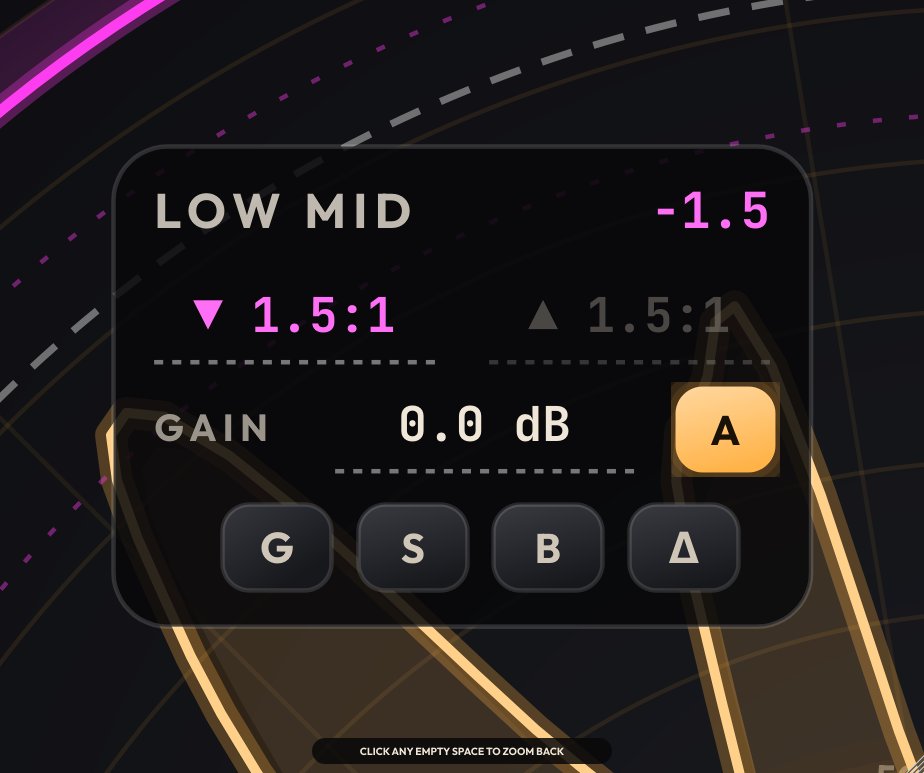 LOW MID -1.5
▼ 1.5:1 ▲ 1.5:1
GAIN 0.0 dB A
G S B Δ
CLICK ANY EMPTY SPACE TO ZOOM BACK